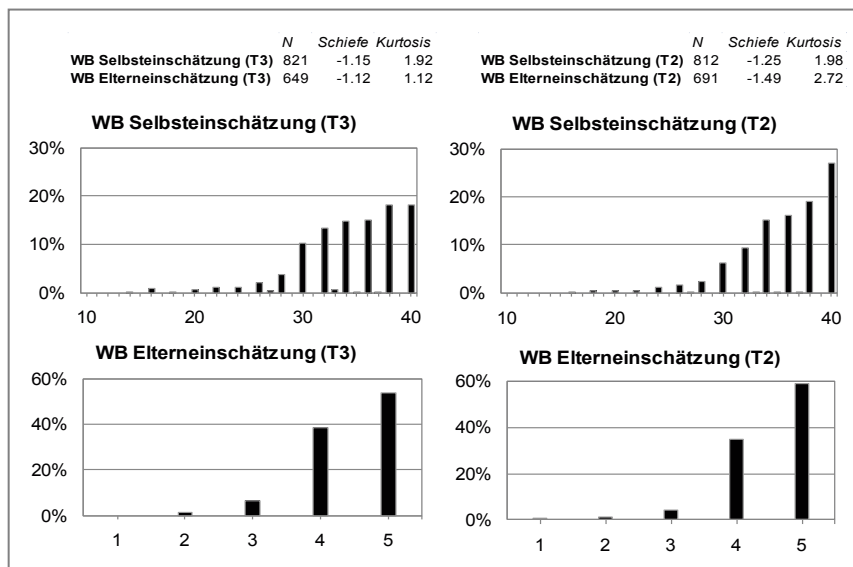 N Schiefe Kurtosis
WB Selbsteinschätzung (T3) 821 -1.15 1.92
WB Elterneinschätzung (T3) 649 -1.12 1.12
N Schiefe Kurtosis
WB Selbsteinschätzung (T2) 812 -1.25 1.98
WB Elterneinschätzung (T2) 691 -1.49 2.72
WB Selbsteinschätzung (T3)
30%
20%
10%
0%
10 20 30 40
WB Selbsteinschätzung (T2)
30%
20%
10%
0%
10 20 30 40
WB Elterneinschätzung (T3)
60%
40%
20%
0%
1 2 3 4 5
WB Elterneinschätzung (T2)
60%
40%
20%
0%
1 2 3 4 5